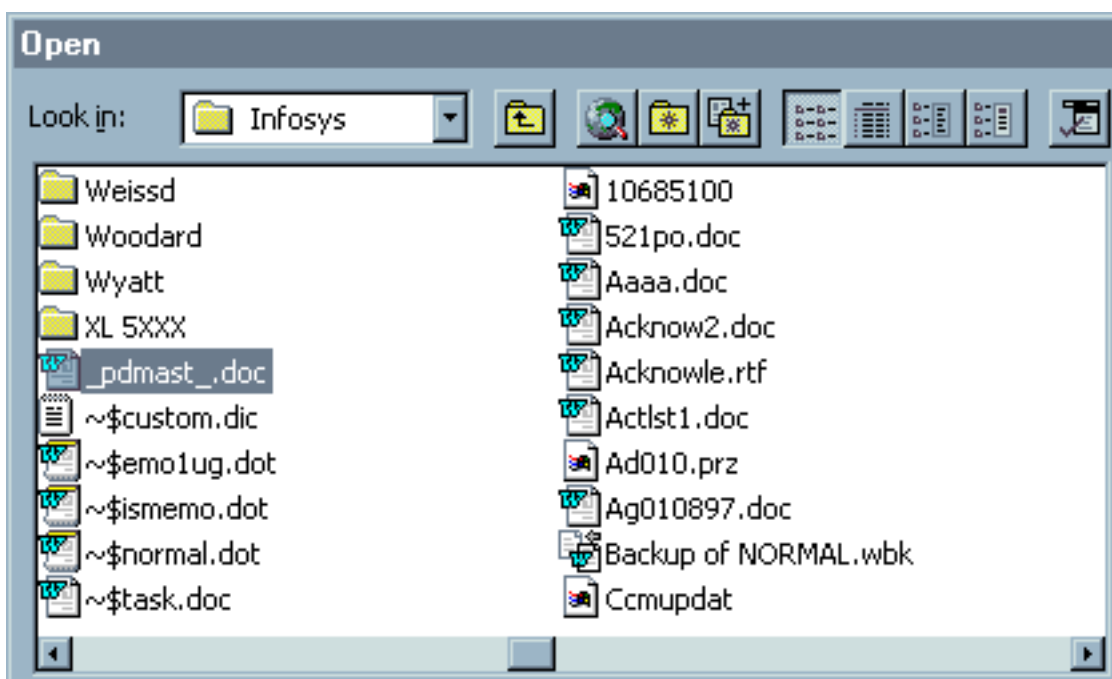 Open
Look in: Infosys
Weissd
Woodard
Wyatt
XL 5XXX
_pdmast_.doc
~$custom.dic
~$emo1ug.dot
~$ismemo.dot
~$normal.dot
~$task.doc
10685100
521po.doc
Aaaa.doc
Acknow2.doc
Acknowle.rtf
Actlst1.doc
Ad010.prz
Ag010897.doc
Backup of NORMAL.wbk
Ccmupdat